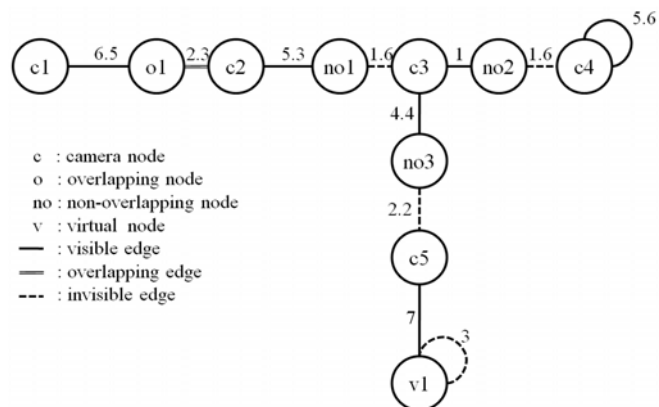 5.6
6.5
2.3
5.3
1.6
1
1.6
c1
o1
c2
no1
c3
no2
c4
4.4
no3
c : camera node
o : overlapping node
no : non-overlapping node
v : virtual node
: visible edge
: overlapping edge
: invisible edge
2.2
c5
7
3
v1